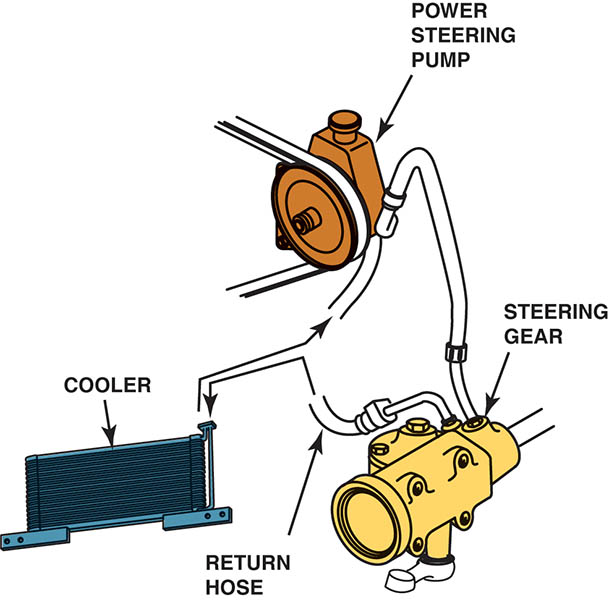 POWER
STEERING
PUMP
STEERING
GEAR
COOLER
RETURN
HOSE